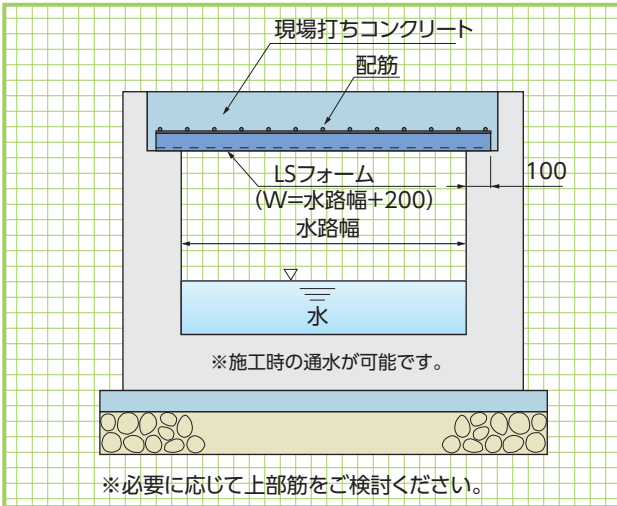 現場打ちコンクリート
配筋
LSフォーム
(W=水路幅+200)
100
水路幅
水
※施工時の通水が可能です。
※必要に応じて上部筋をご検討ください。